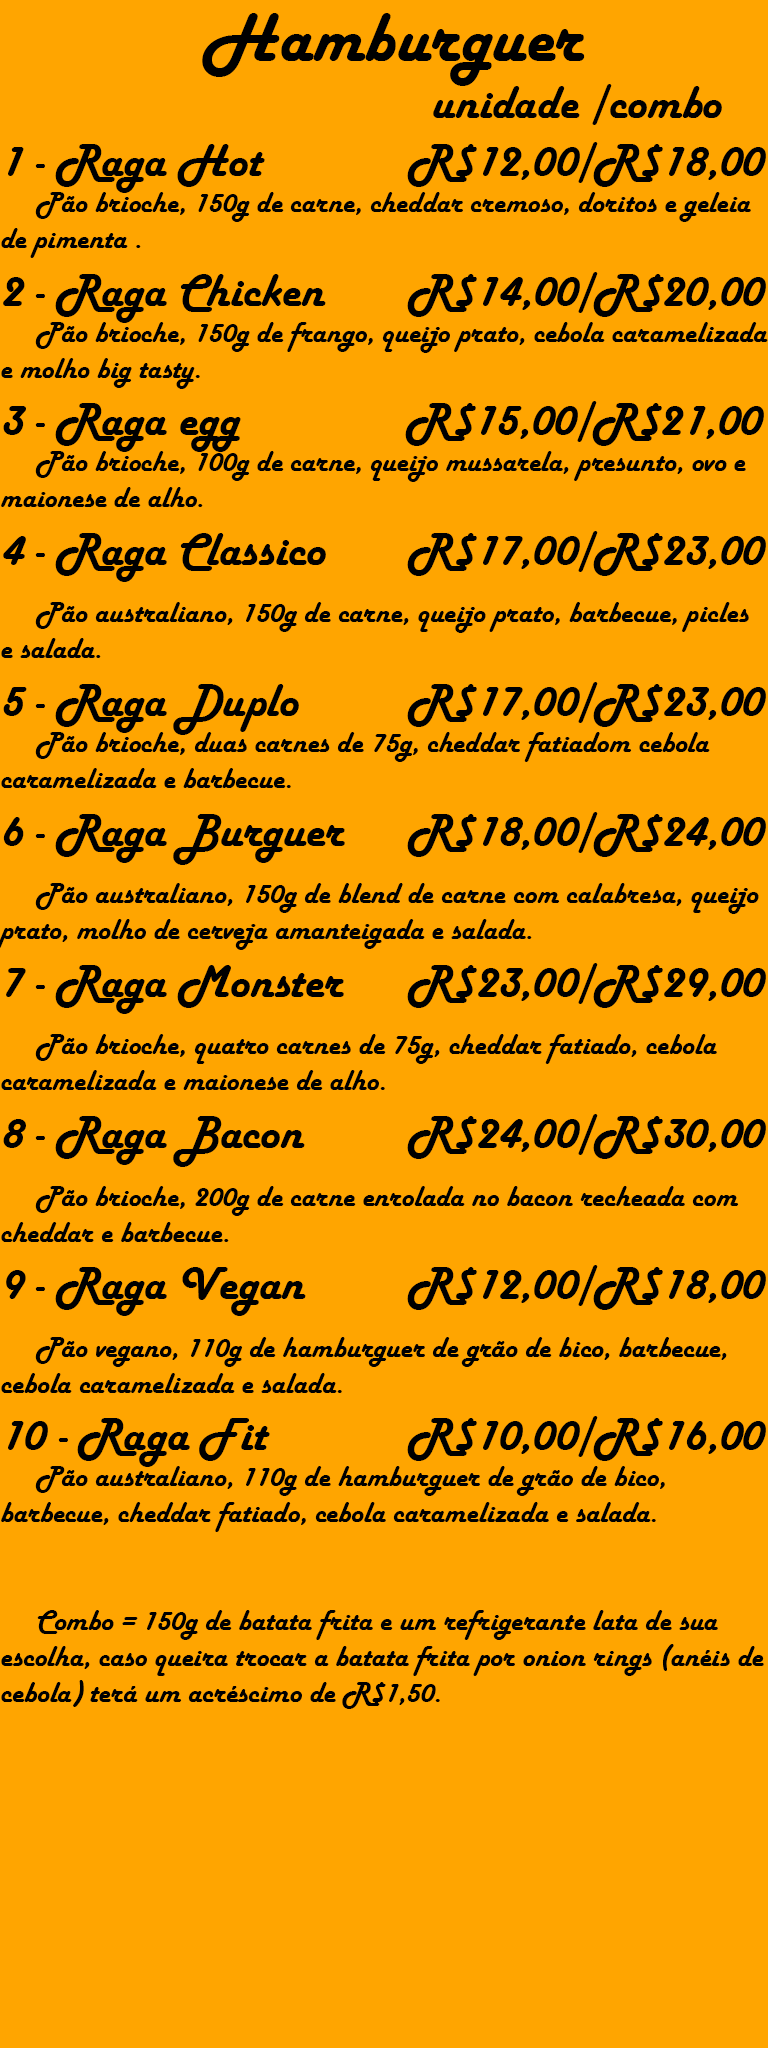 Hamburguer
unidade /combo
1 - Raga Hot R$12,00/R$18,00
Pão brioche, 150g de carne, cheddar cremoso, doritos e geleia
de pimenta .
2 - Raga Chicken R$14,00/R$20,00
Pão brioche, 150g de frango, queijo prato, cebola caramelizada
e molho big tasty.
3 - Raga egg R$15,00/R$21,00
Pão brioche, 100g de carne, queijo mussarela, presunto, ovo e
maionese de alho.
4 - Raga Classico R$17,00/R$23,00
Pão australiano, 150g de carne, queijo prato, barbecue, picles
e salada.
5 - Raga Duplo R$17,00/R$23,00
Pão brioche, duas carnes de 75g, cheddar fatiadom cebola
caramelizada e barbecue.
6 - Raga Burguer R$18,00/R$24,00
Pão australiano, 150g de blend de carne com calabresa, queijo
prato, molho de cerveja amanteigada e salada.
7 - Raga Monster R$23,00/R$29,00
Pão brioche, quatro carnes de 75g, cheddar fatiado, cebola
caramelizada e maionese de alho.
8 - Raga Bacon R$24,00/R$30,00
Pão brioche, 200g de carne enrolada no bacon recheada com
cheddar e barbecue.
9 - Raga Vegan R$12,00/R$18,00
Pão vegano, 110g de hamburguer de grão de bico, barbecue,
cebola caramelizada e salada.
10 - Raga Fit R$10,00/R$16,00
Pão australiano, 110g de hamburguer de grão de bico,
barbecue, cheddar fatiado, cebola caramelizada e salada.
Combo = 150g de batata frita e um refrigerante lata de sua
escolha, caso queira trocar a batata frita por onion rings (anéis de
cebola) terá um acréscimo de R$1,50.